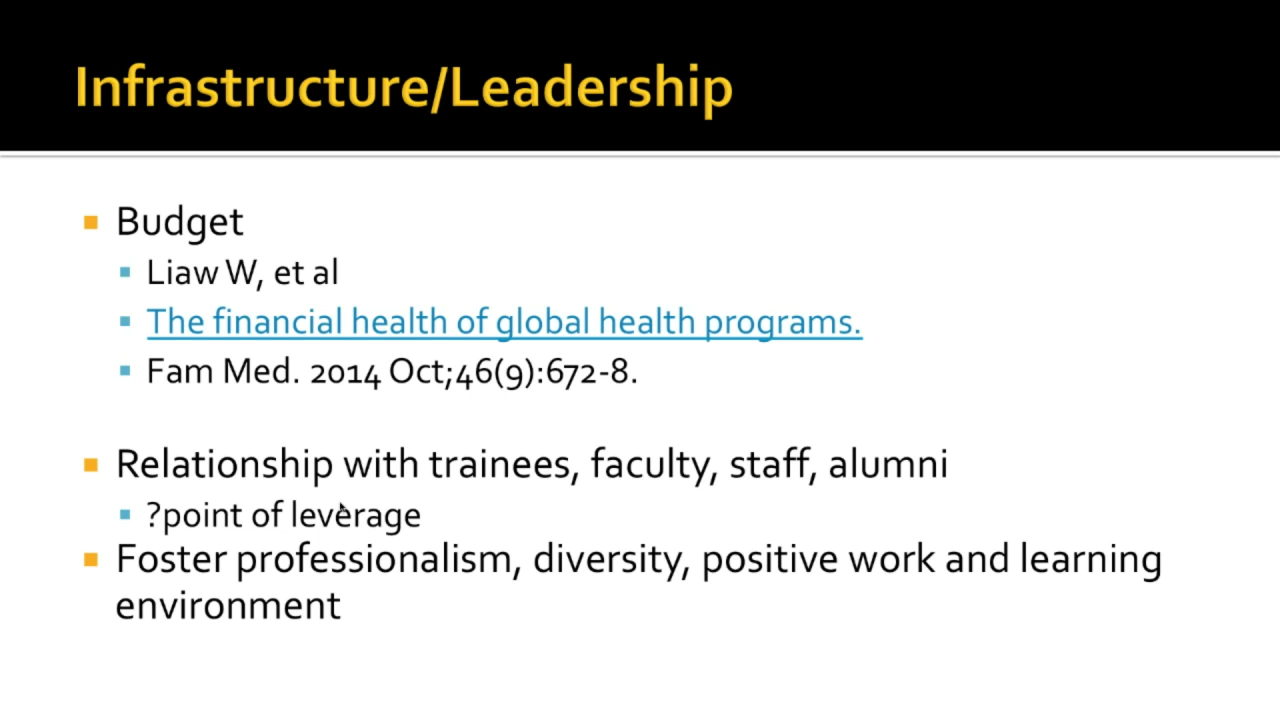 Infrastructure/Leadership
Budget
Liaw W, et al
The financial health of global health programs.
Fam Med. 2014 Oct;46(9):672-8.
Relationship with trainees, faculty, staff, alumni
?point of leverage
Foster professionalism, diversity, positive work and learning
environment